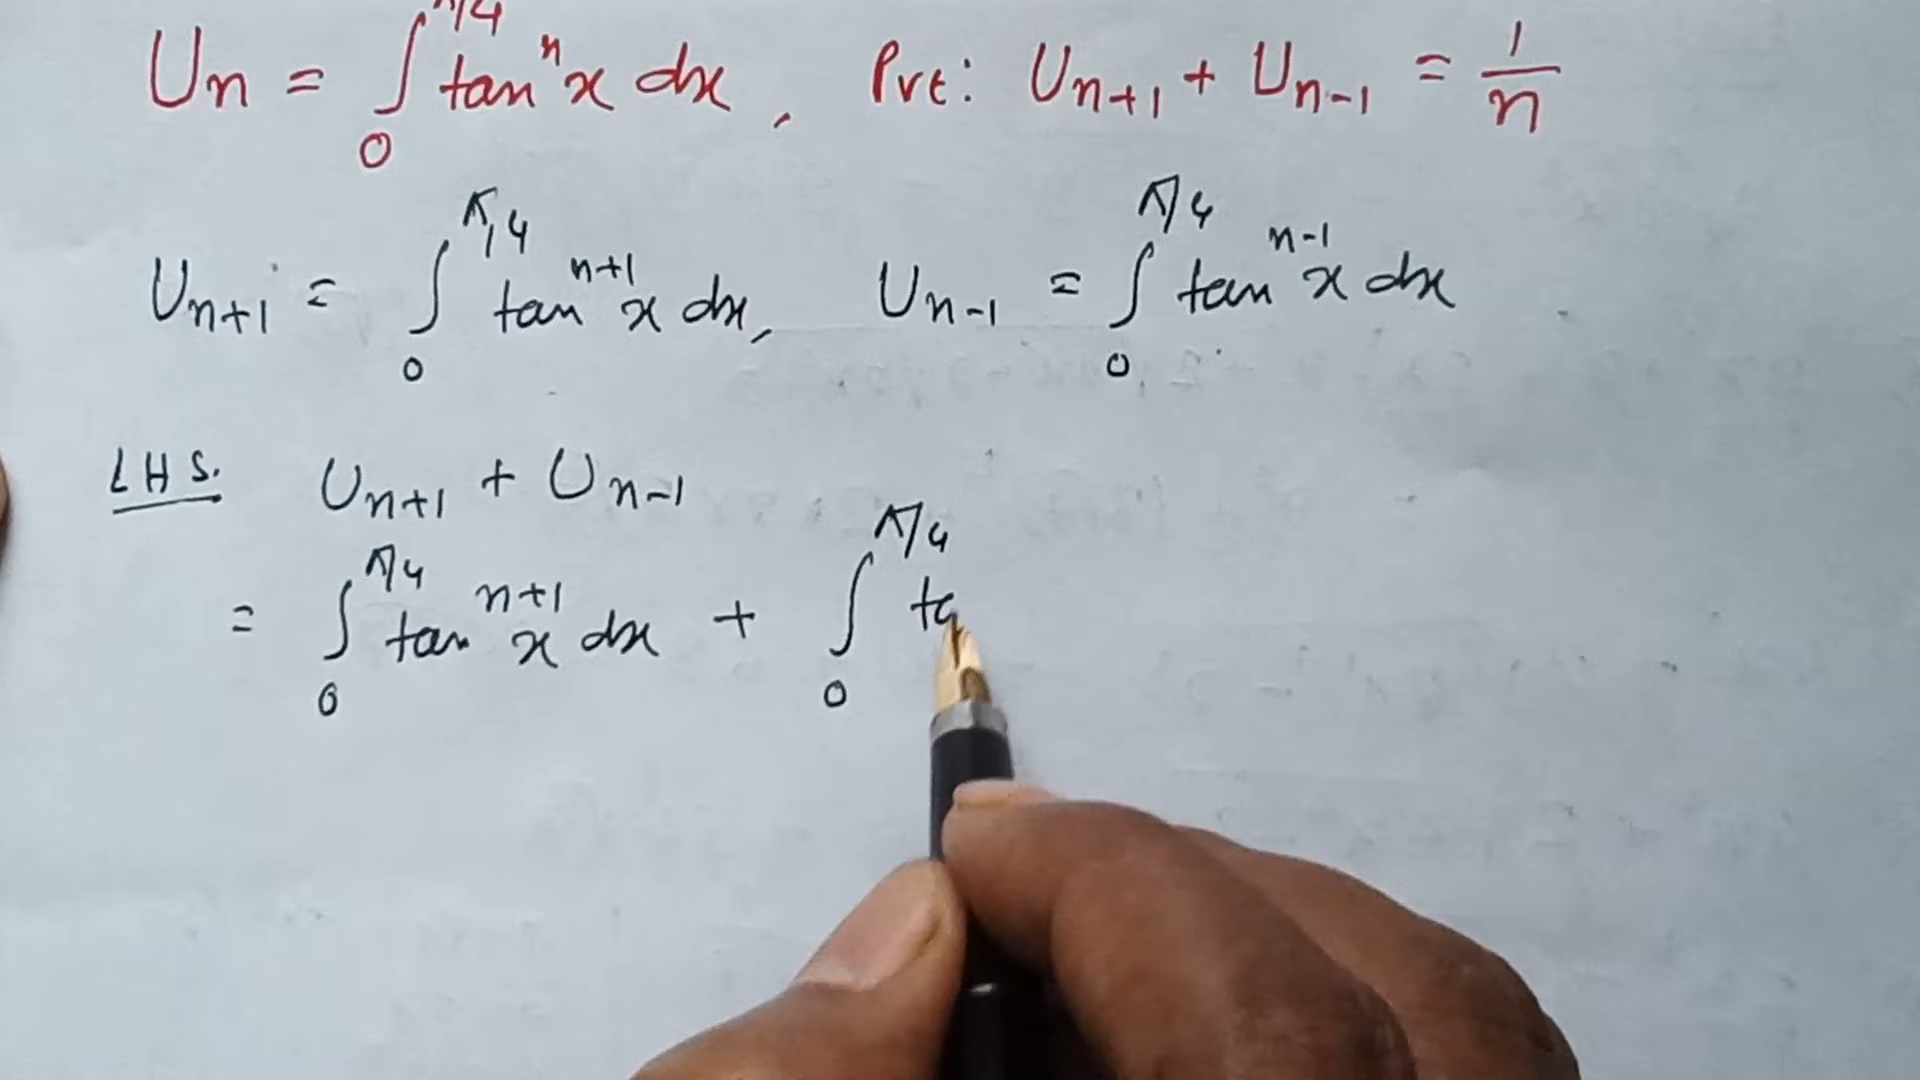 Uₙ = ∫₀^π/4 tanⁿx dx, Prt: Uₙ₊₁ + Uₙ₋₁ = 1/n
Uₙ₊₁ = ∫₀^π/4 tanⁿ⁺¹x dx, Uₙ₋₁ = ∫₀^π/4 tanⁿ⁻¹x dx
LHS. Uₙ₊₁ + Uₙ₋₁
= ∫₀^π/4 tanⁿ⁺¹x dx + ∫₀^π/4 ta